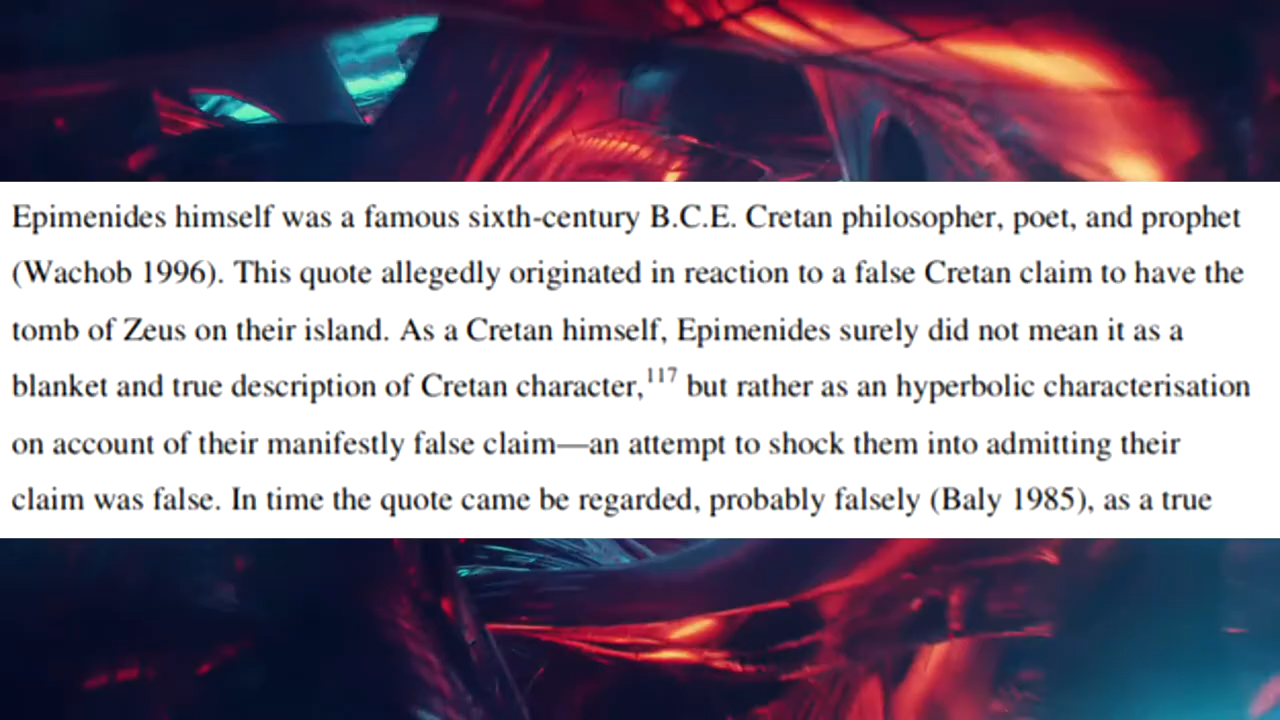 Epimenides himself was a famous sixth-century B.C.E. Cretan philosopher, poet, and prophet
(Wachob 1996). This quote allegedly originated in reaction to a false Cretan claim to have the
tomb of Zeus on their island. As a Cretan himself, Epimenides surely did not mean it as a
blanket and true description of Cretan character,117 but rather as an hyperbolic characterisation
on account of their manifestly false claim—an attempt to shock them into admitting their
claim was false. In time the quote came be regarded, probably falsely (Baly 1985), as a true